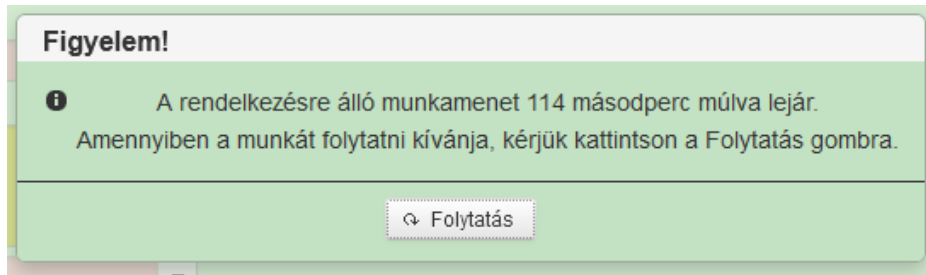 Figyelem!
A rendelkezésre álló munkamenet 114 másodperc múlva lejár.
Amennyiben a munkát folytatni kívánja, kérjük kattintson a Folytatás gombra.
Folytatás